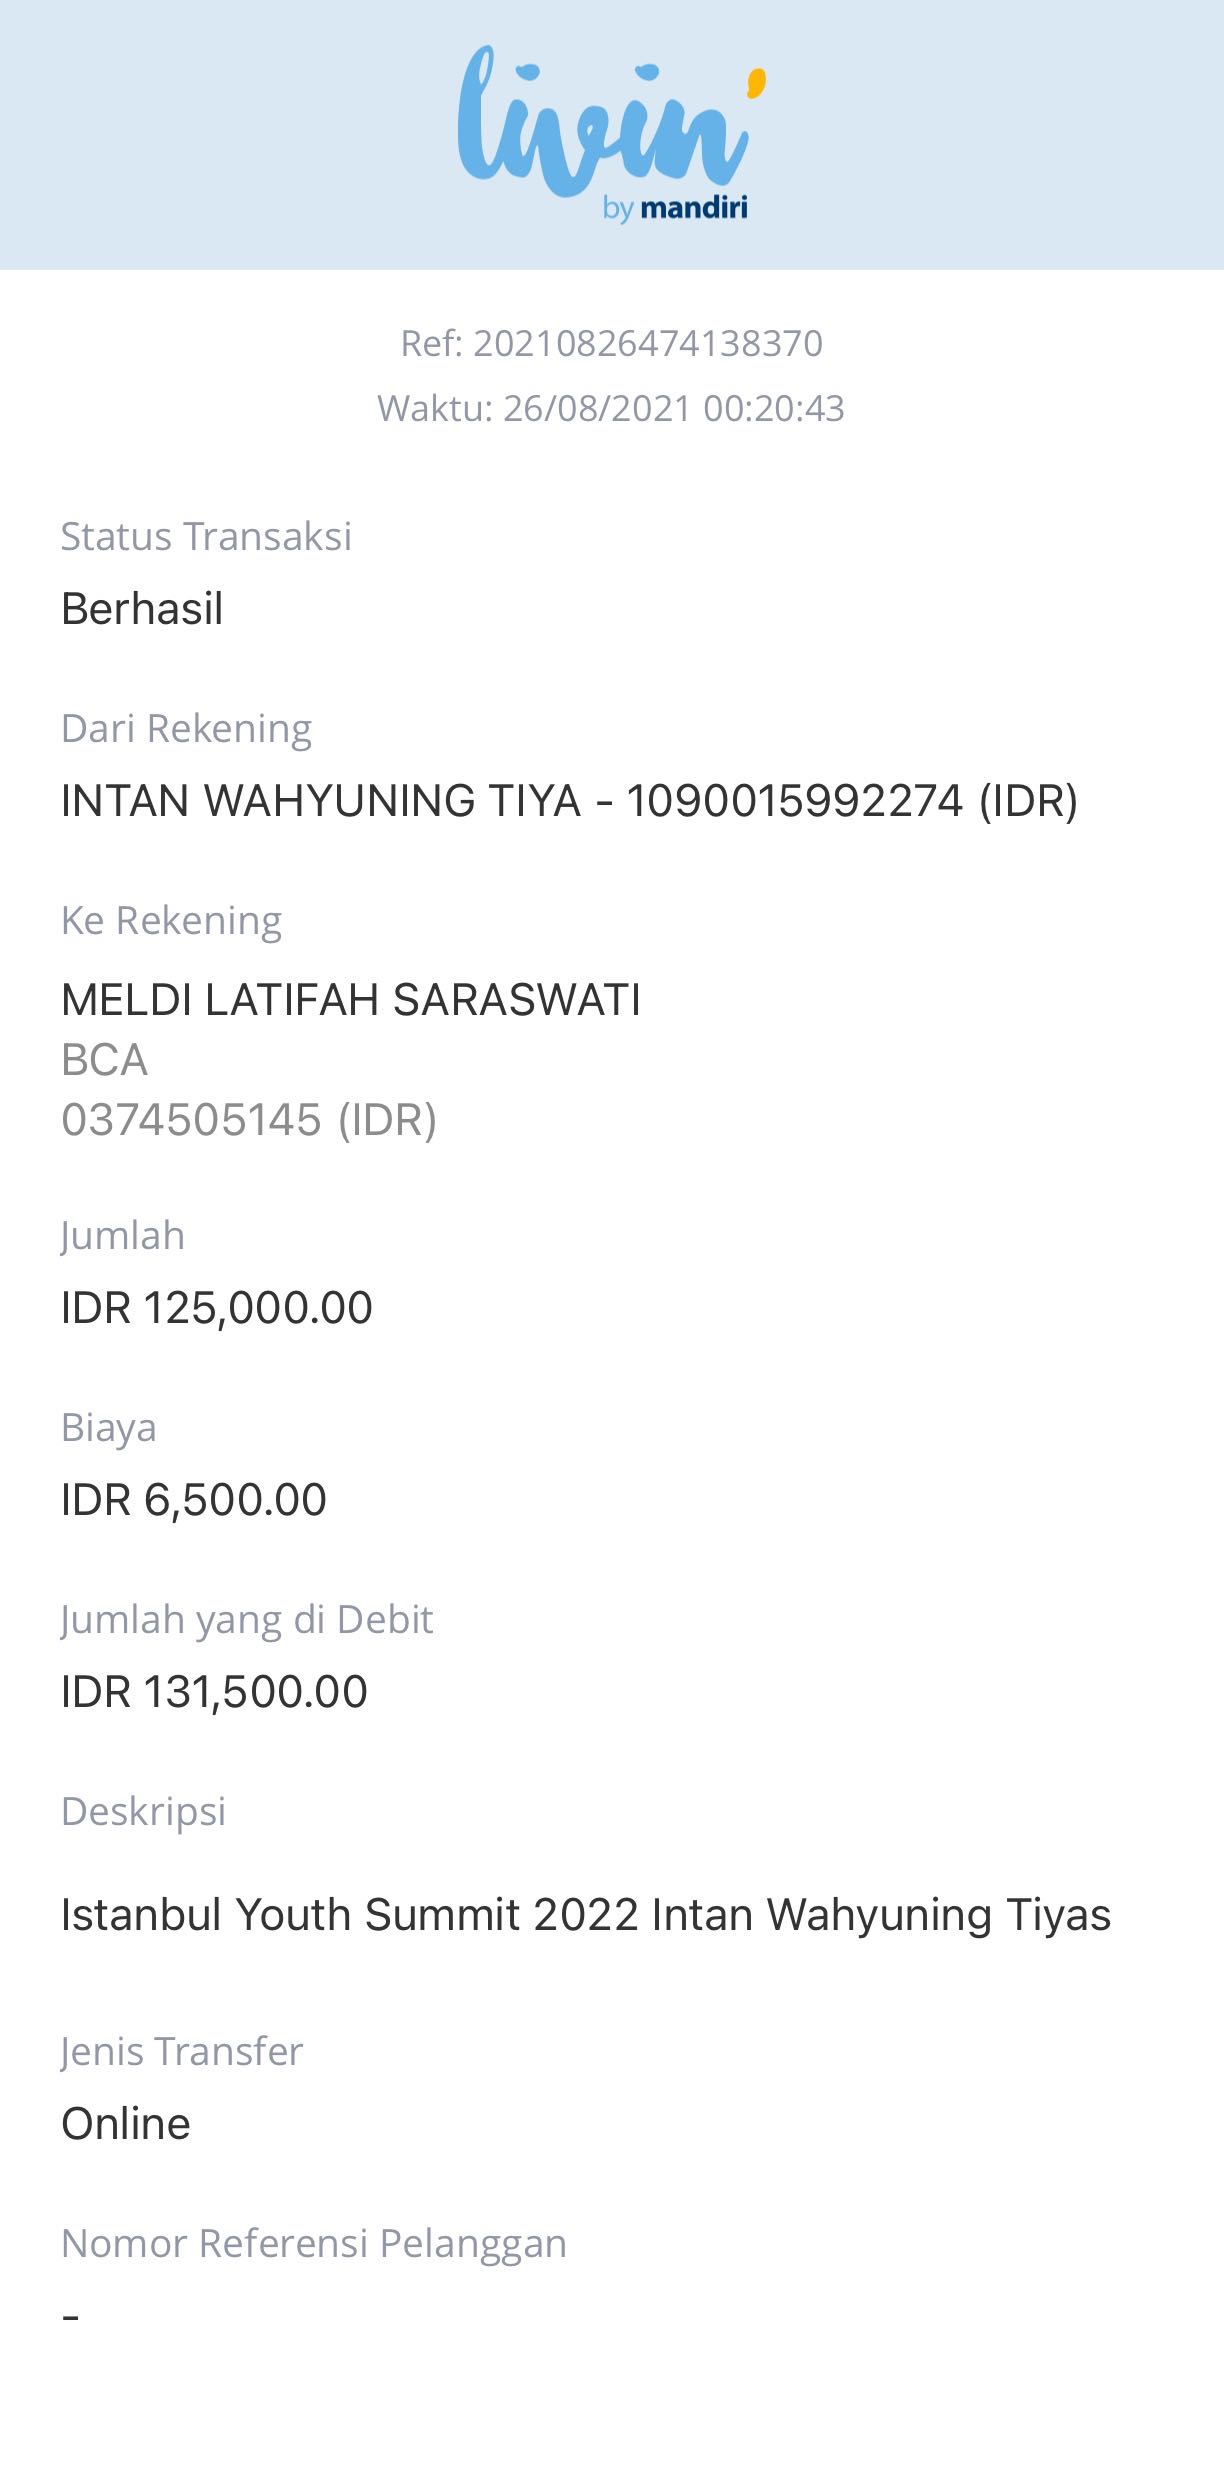 livin'
by mandiri
Ref: 20210826474138370
Waktu: 26/08/2021 00:20:43
Status Transaksi
Berhasil
Dari Rekening
INTAN WAHYUNING TIYA - 1090015992274 (IDR)
Ke Rekening
MELDI LATIFAH SARASWATI
BCA
0374505145 (IDR)
Jumlah
IDR 125,000.00
Biaya
IDR 6,500.00
Jumlah yang di Debit
IDR 131,500.00
Deskripsi
Istanbul Youth Summit 2022 Intan Wahyuning Tiyas
Jenis Transfer
Online
Nomor Referensi Pelanggan
-